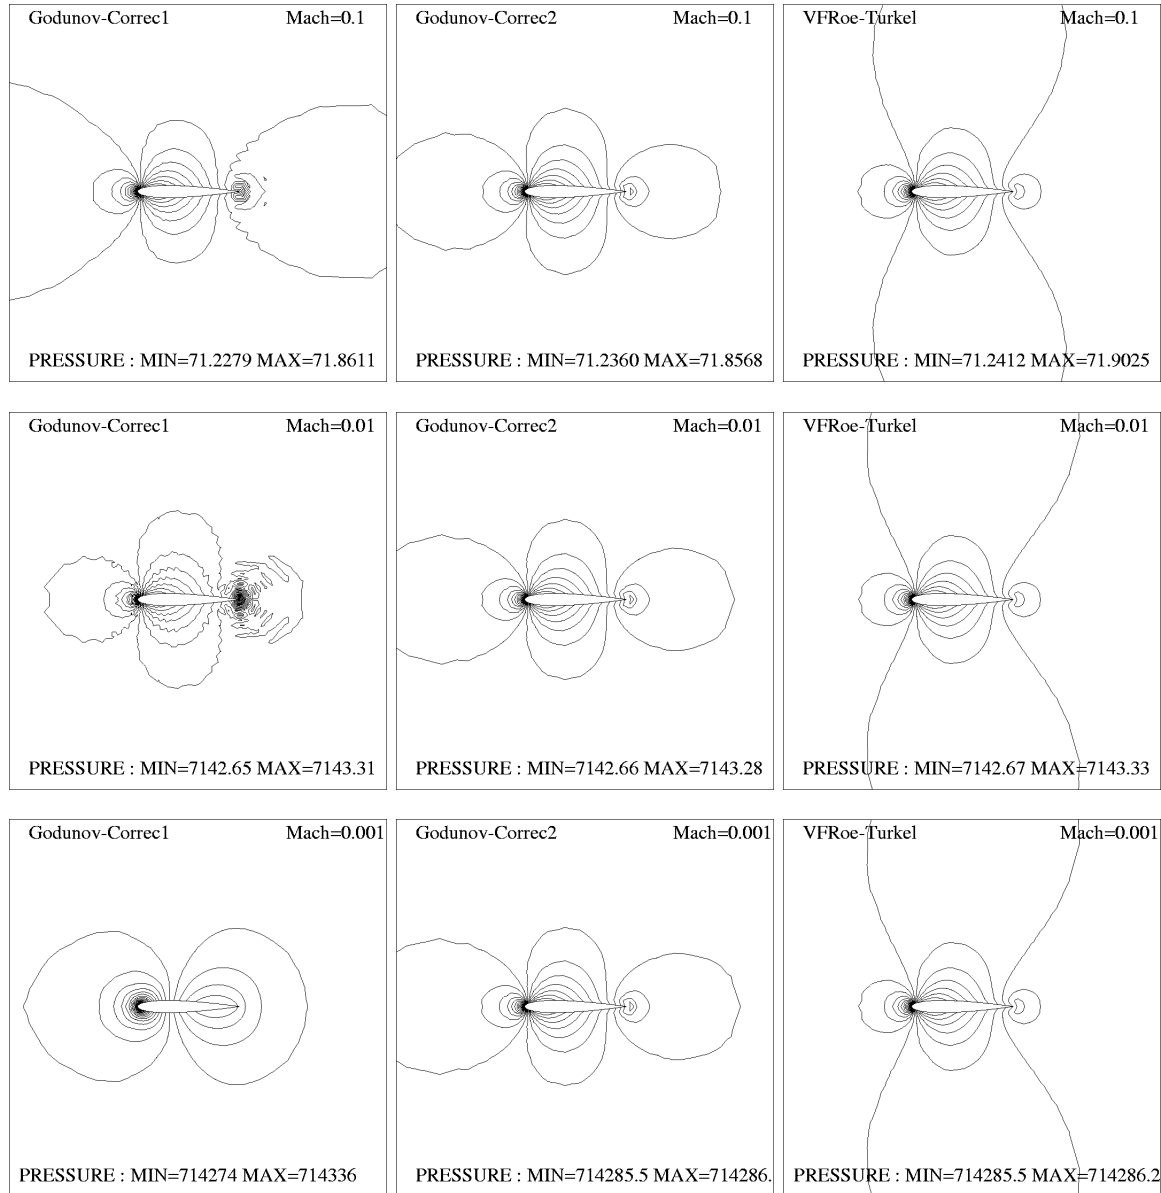 Godunov-Correc1 Mach=0.1
PRESSURE : MIN=71.2279 MAX=71.8611
Godunov-Correc2 Mach=0.1
PRESSURE : MIN=71.2360 MAX=71.8568
VFRoe-Turkel Mach=0.1
PRESSURE : MIN=71.2412 MAX=71.9025
Godunov-Correc1 Mach=0.01
PRESSURE : MIN=7142.65 MAX=7143.31
Godunov-Correc2 Mach=0.01
PRESSURE : MIN=7142.66 MAX=7143.28
VFRoe-Turkel Mach=0.01
PRESSURE : MIN=7142.67 MAX=7143.33
Godunov-Correc1 Mach=0.001
PRESSURE : MIN=714274 MAX=714336
Godunov-Correc2 Mach=0.001
PRESSURE : MIN=714285.5 MAX=714286.
VFRoe-Turkel Mach=0.001
PRESSURE : MIN=714285.5 MAX=714286.2